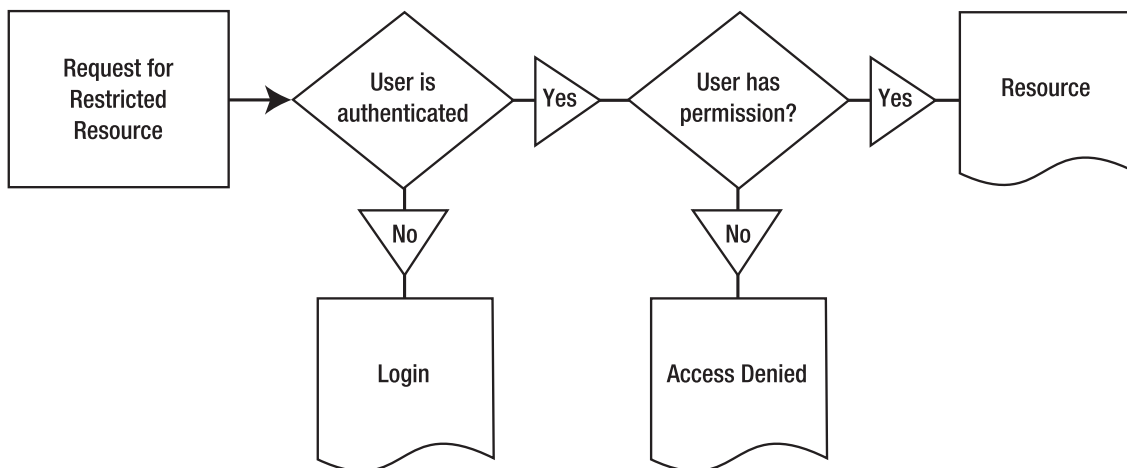 Request for
Restricted
Resource
User is
authenticated
Yes
User has
permission?
Yes
Resource
No
No
Login
Access Denied